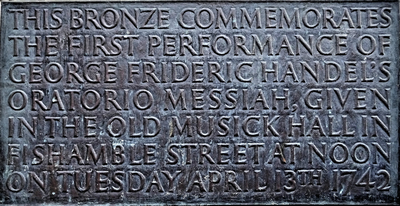 THIS BRONZE COMMEMORATES
THE FIRST PERFORMANCE OF
GEORGE FRIDERIC HANDEL'S
ORATORIO MESSIAH, GIVEN
IN THE OLD MUSICK HALL IN
FISHAMBLE STREET AT NOON
ON TUESDAY APRIL 13TH 1742